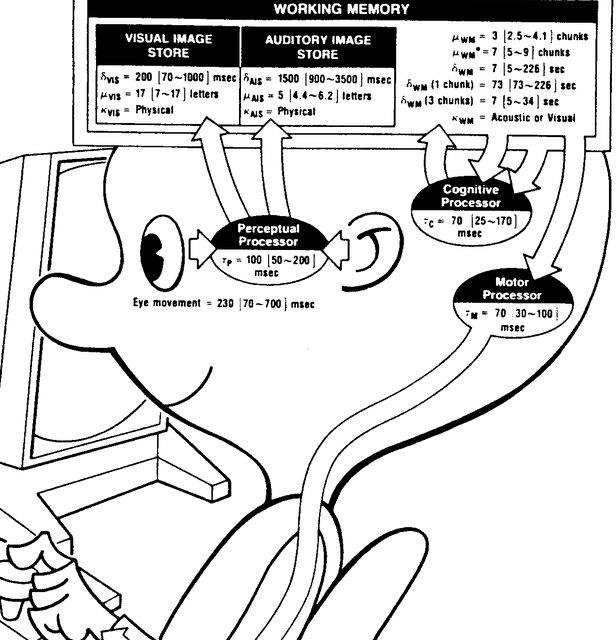 WORKING MEMORY
VISUAL IMAGE
STORE
δVIS = 200 [70~1000] msec
μVIS = 17 [7~17] letters
κVIS = Physical
AUDITORY IMAGE
STORE
δAIS = 1500 [900~3500] msec
μAIS = 5 [4.4~6.2] letters
κAIS = Physical
μWM = 3 [2.5~4.1] chunks
μWM* = 7 [5~9] chunks
δWM = 7 [5~226] sec
δWM (1 chunk) = 73 [73~226] sec
δWM (3 chunks) = 7 [5~34] sec
κWM = Acoustic or Visual
Cognitive
Processor
τC = 70 [25~170]
msec
Perceptual
Processor
τP = 100 [50~200]
msec
Eye movement = 230 [70~700] msec
Motor
Processor
τM = 70 [30~100]
msec